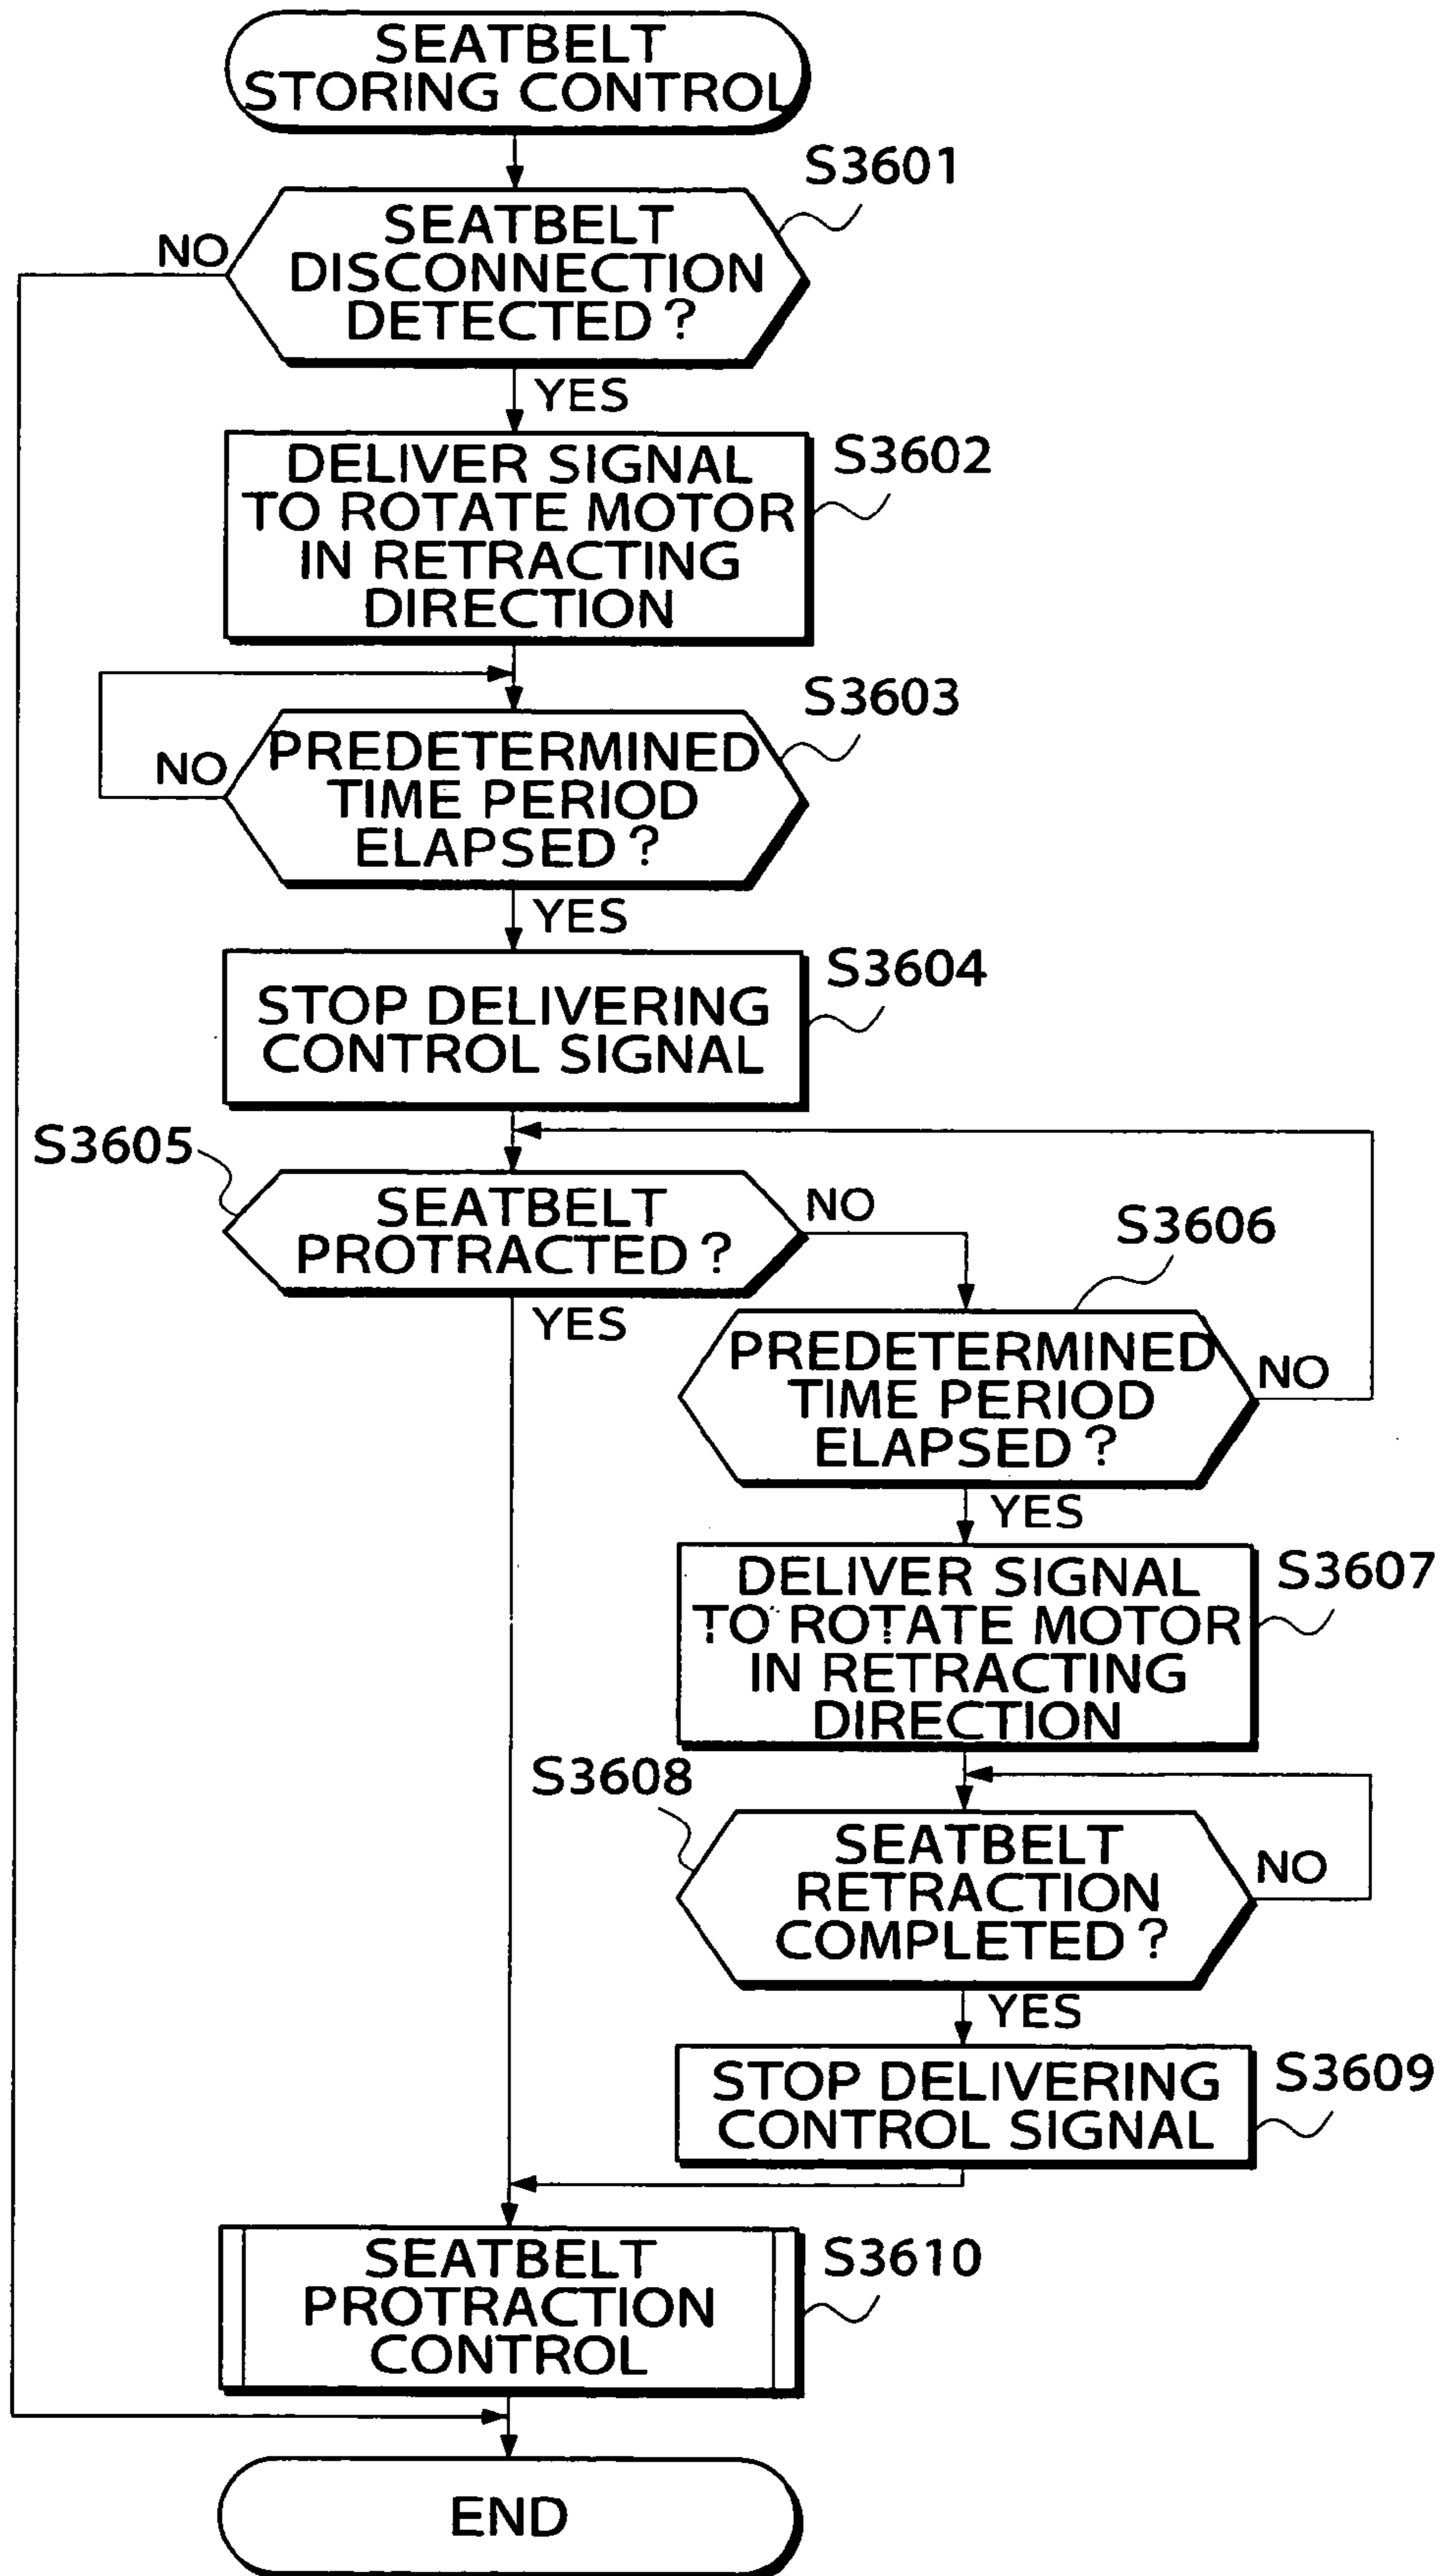 SEATBELT
STORING CONTROL
S3601
SEATBELT
DISCONNECTION
DETECTED ?
NO
YES
S3602
DELIVER SIGNAL
TO ROTATE MOTOR
IN RETRACTING
DIRECTION
S3603
PREDETERMINED
TIME PERIOD
ELAPSED ?
NO
YES
S3604
STOP DELIVERING
CONTROL SIGNAL
S3605
SEATBELT
PROTRACTED ?
NO
YES
S3606
PREDETERMINED
TIME PERIOD
ELAPSED ?
NO
YES
S3607
DELIVER SIGNAL
TO ROTATE MOTOR
IN RETRACTING
DIRECTION
S3608
SEATBELT
RETRACTION
COMPLETED ?
NO
YES
S3609
STOP DELIVERING
CONTROL SIGNAL
S3610
SEATBELT
PROTRACTION
CONTROL
END